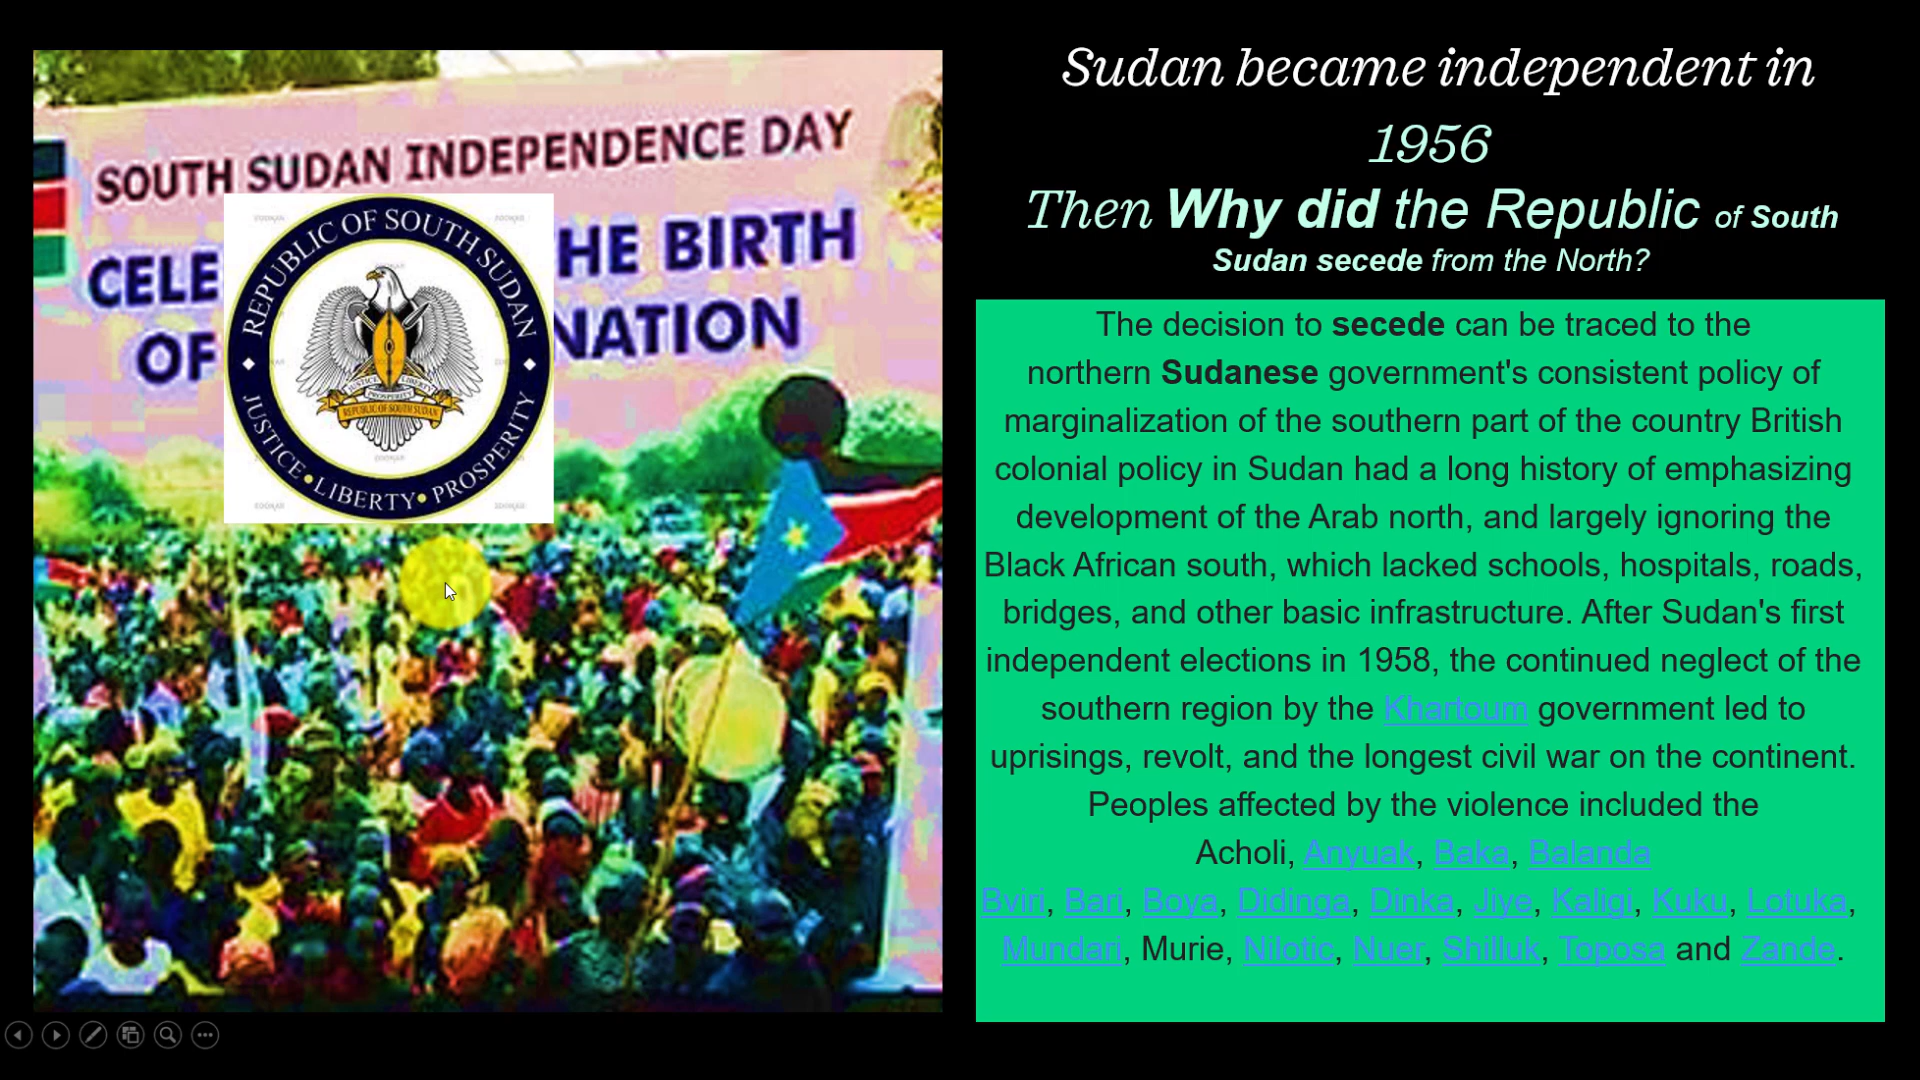 SOUTH SUDAN INDEPENDENCE DAY
CELE HE BIRTH
OF NATION
REPUBLIC OF SOUTH SUDAN
JUSTICE LIBERTY
PROSPERITY
REPUBLIC OF SOUTH SUDAN
JUSTICE • LIBERTY • PROSPERITY
Sudan became independent in
1956
Then Why did the Republic of South
Sudan secede from the North?
The decision to secede can be traced to the
northern Sudanese government's consistent policy of
marginalization of the southern part of the country British
colonial policy in Sudan had a long history of emphasizing
development of the Arab north, and largely ignoring the
Black African south, which lacked schools, hospitals, roads,
bridges, and other basic infrastructure. After Sudan's first
independent elections in 1958, the continued neglect of the
southern region by the Khartoum government led to
uprisings, revolt, and the longest civil war on the continent.
Peoples affected by the violence included the
Acholi, Anyuak, Baka, Balanda
Bviri, Bari, Boya, Didinga, Dinka, Jiye, Kaligi, Kuku, Lotuka,
Mundari, Murie, Nilotic, Nuer, Shilluk, Toposa and Zande.